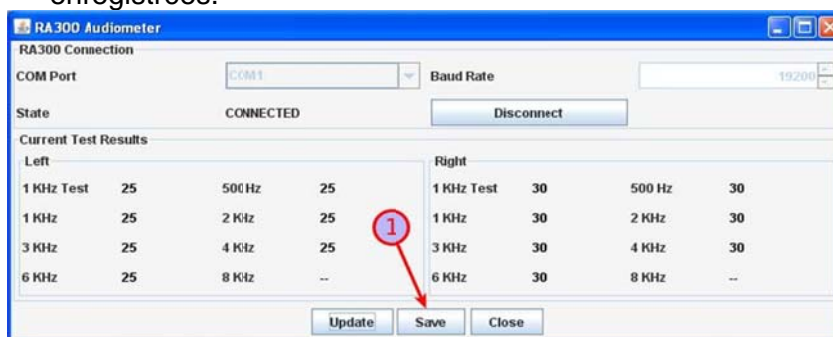 enregistrées.
RA300 Audiometer
RA300 Connection
COM Port COM1 Baud Rate 19200
State CONNECTED Disconnect
Current Test Results
Left Right
1 KHz Test 25 500 Hz 25 1 KHz Test 30 500 Hz 30
1 KHz 25 2 KHz 25 1 KHz 30 2 KHz 30
1
3 KHz 25 4 KHz 25 3 KHz 30 4 KHz 30
6 KHz 25 8 KHz -- 6 KHz 30 8 KHz --
Update Save Close